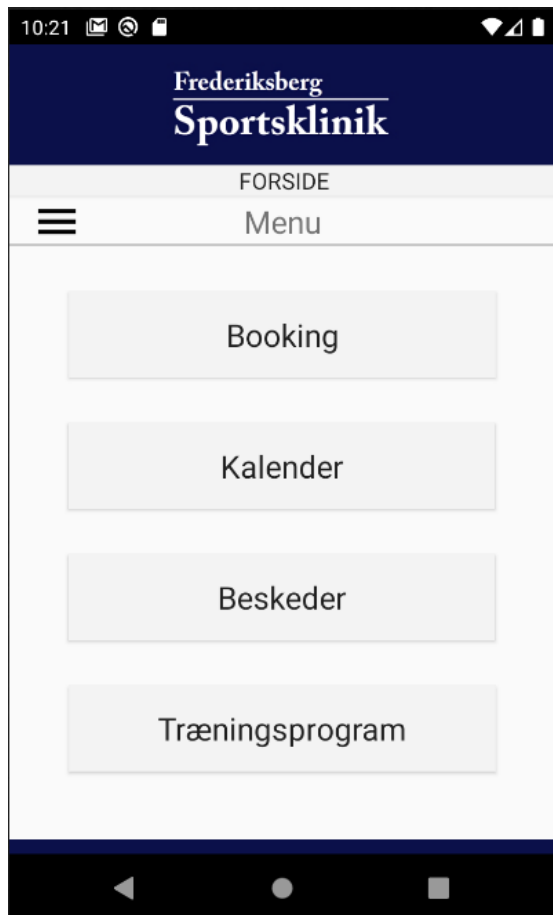 10:21
Frederiksberg
Sportsklinik
FORSIDE
Menu
Booking
Kalender
Beskeder
Træningsprogram